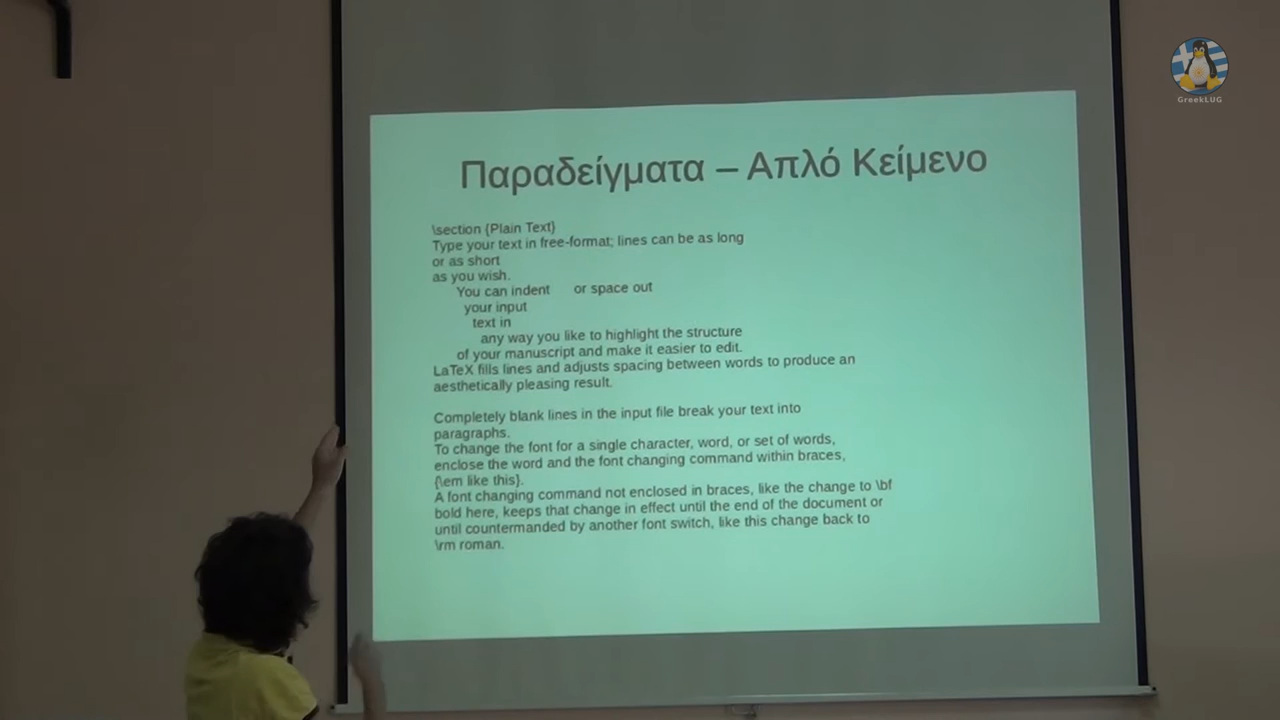 GreekLUG
Παραδείγματα – Απλό Κείμενο
\section {Plain Text}
Type your text in free-format; lines can be as long
or as short
as you wish.
You can indent or space out
your input
text in
any way you like to highlight the structure
of your manuscript and make it easier to edit.
LaTeX fills lines and adjusts spacing between words to produce an
aesthetically pleasing result.
Completely blank lines in the input file break your text into
paragraphs.
To change the font for a single character, word, or set of words,
enclose the word and the font changing command within braces,
{\em like this}.
A font changing command not enclosed in braces, like the change to \bf
bold here, keeps that change in effect until the end of the document or
until countermanded by another font switch, like this change back to
\rm roman.